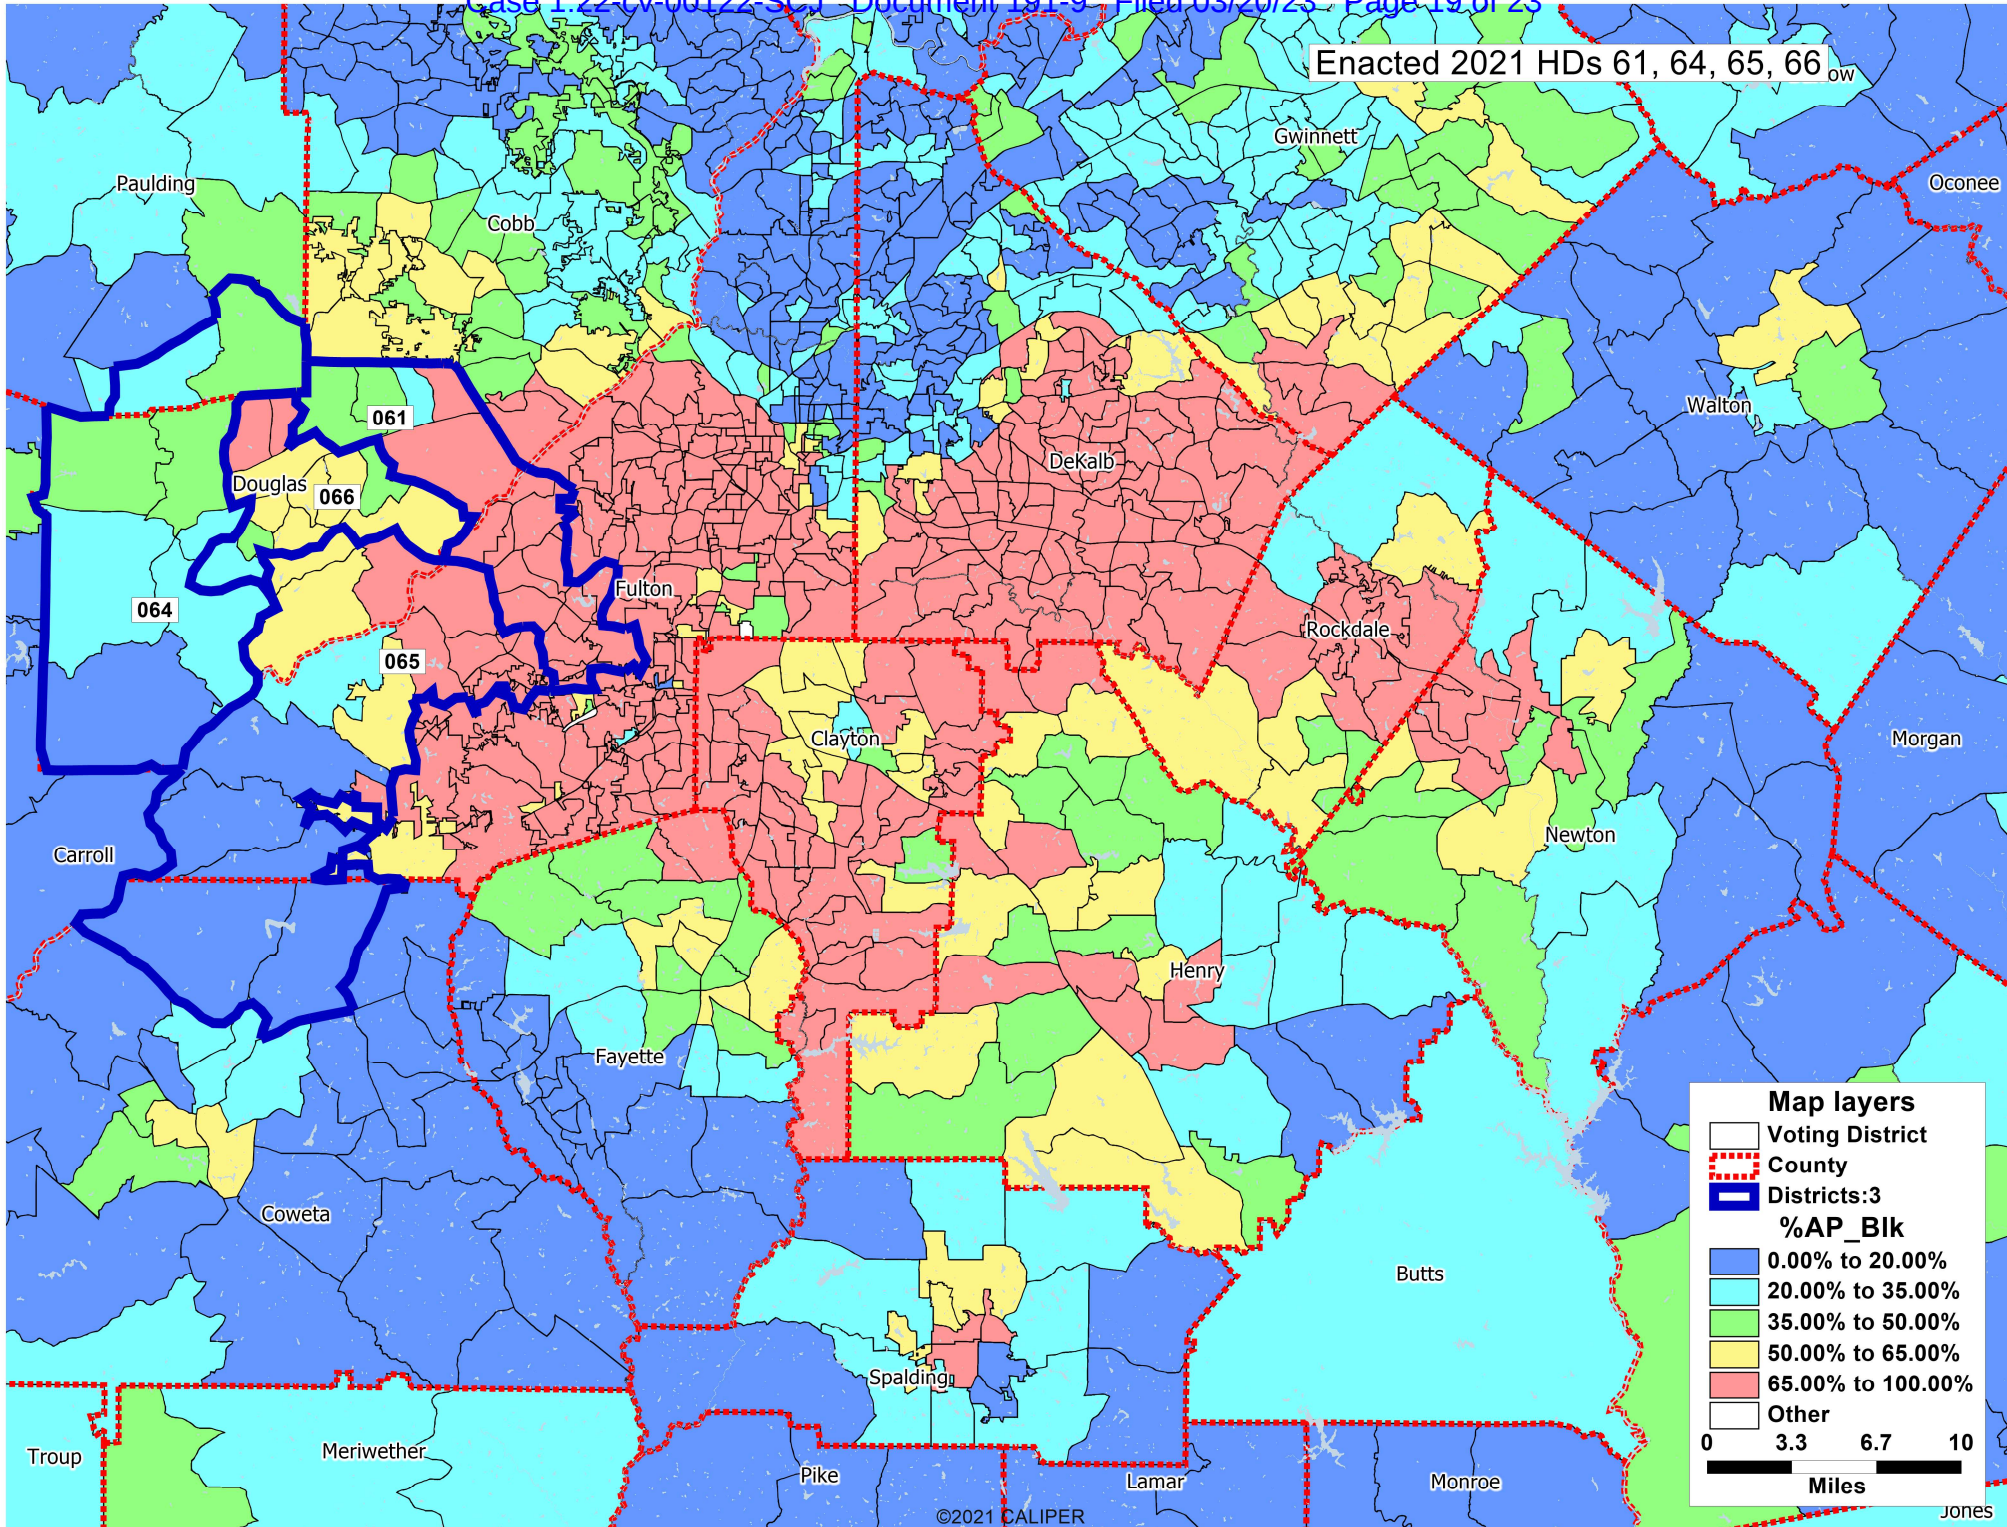 Case 1:22-cv-00122-SCJ Document 191-9 Filed 03/20/23 Page 19 of 23
Enacted 2021 HDs 61, 64, 65, 66
ow
Gwinnett
Paulding
Oconee
Cobb
Walton
061
DeKalb
Douglas
066
Fulton
064
Rockdale
065
Clayton
Morgan
Newton
Carroll
Henry
Fayette
Coweta
Butts
Spalding
Troup
Meriwether
Pike
Lamar
Monroe
Jones
Map layers
Voting District
County
Districts:3
%AP_Blk
0.00% to 20.00%
20.00% to 35.00%
35.00% to 50.00%
50.00% to 65.00%
65.00% to 100.00%
Other
0 3.3 6.7 10
Miles
©2021 CALIPER